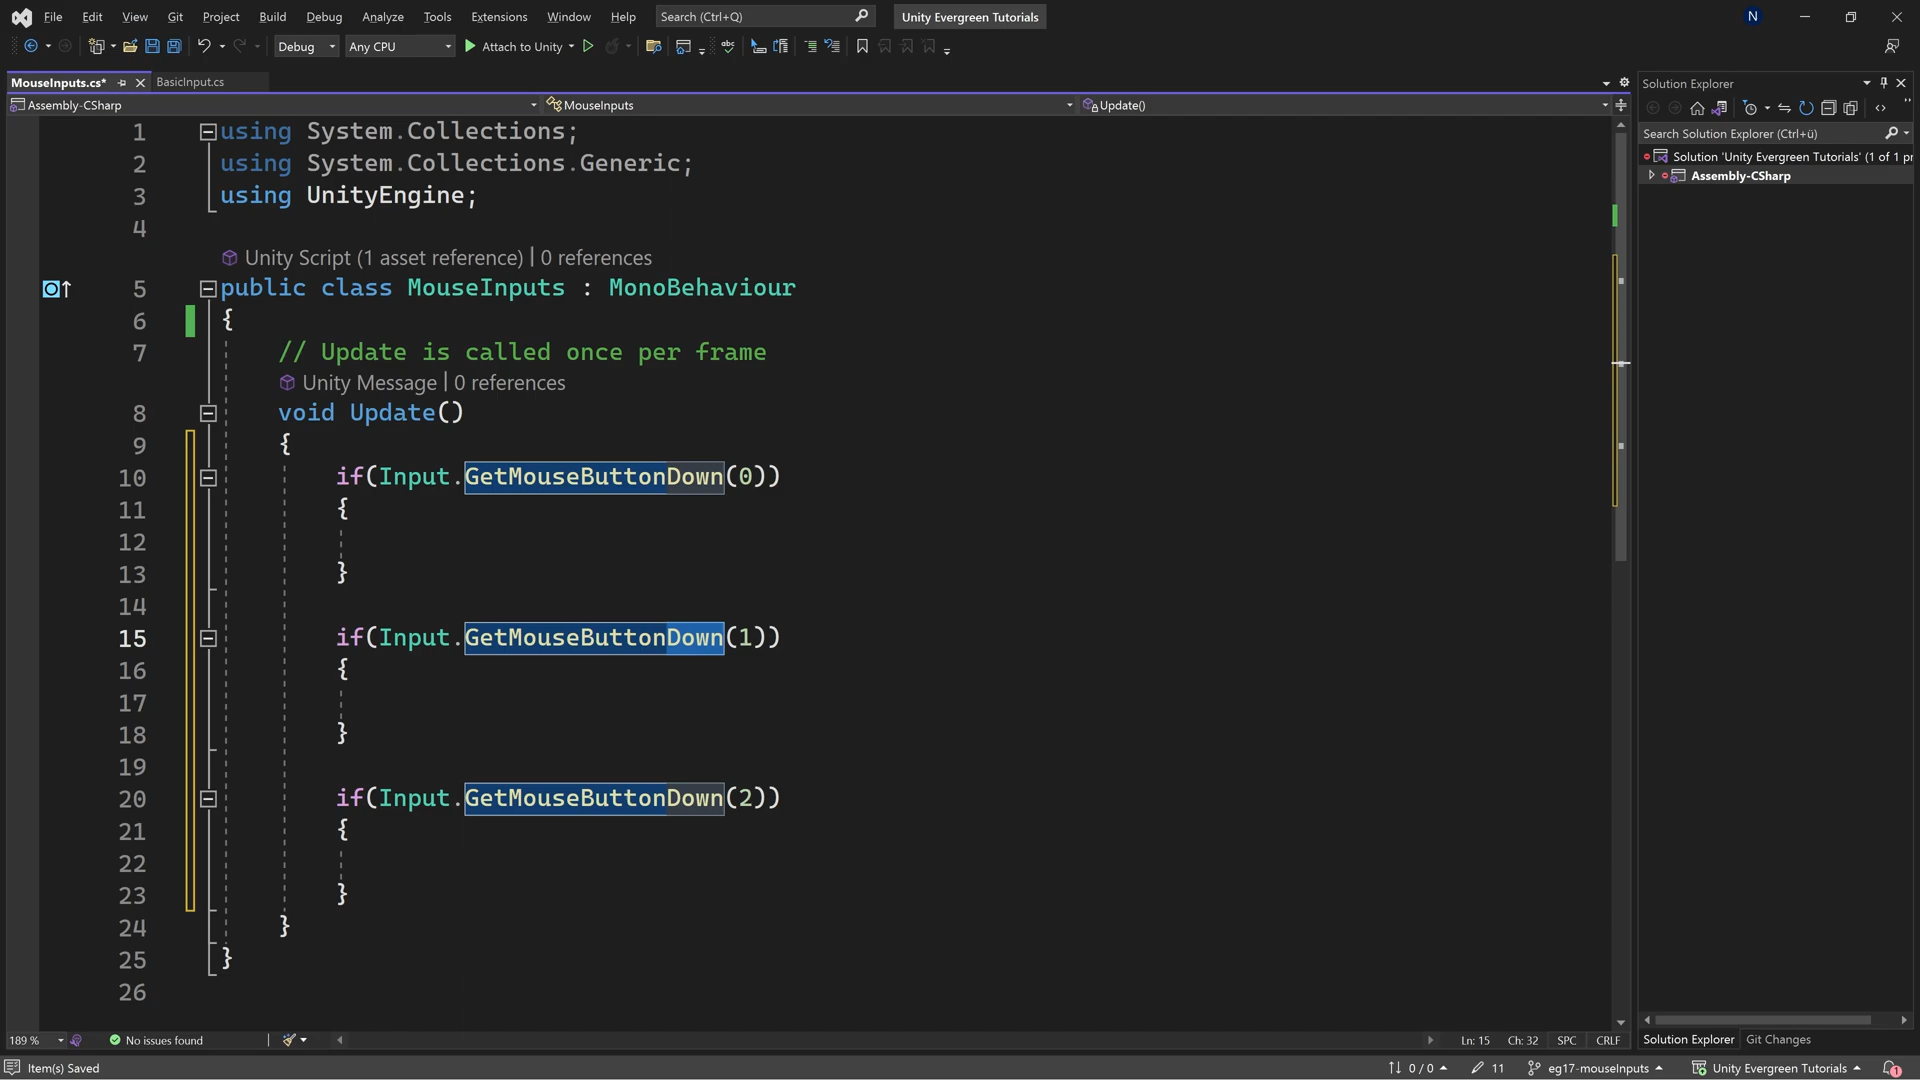 File Edit View Git Project Build Debug Analyze Tools Extensions Window Help Search (Ctrl+Q) Unity Evergreen Tutorials N
Debug Any CPU Attach to Unity
MouseInputs.cs* BasicInput.cs
Assembly-CSharp MouseInputs Update()
1 using System.Collections;
2 using System.Collections.Generic;
3 using UnityEngine;
4
Unity Script (1 asset reference) | 0 references
5 public class MouseInputs : MonoBehaviour
6 {
7 // Update is called once per frame
Unity Message | 0 references
8 void Update()
9 {
10 if(Input.GetMouseButtonDown(0))
11 {
12
13 }
14
15 if(Input.GetMouseButtonDown(1))
16 {
17
18 }
19
20 if(Input.GetMouseButtonDown(2))
21 {
22
23 }
24 }
25 }
26
189 % No issues found Ln: 15 Ch: 32 SPC CRLF
Solution Explorer
Search Solution Explorer (Ctrl+ü)
Solution 'Unity Evergreen Tutorials' (1 of 1 pr
Assembly-CSharp
Solution Explorer Git Changes
Item(s) Saved 0 / 0 11 eg17-mouseInputs Unity Evergreen Tutorials 1